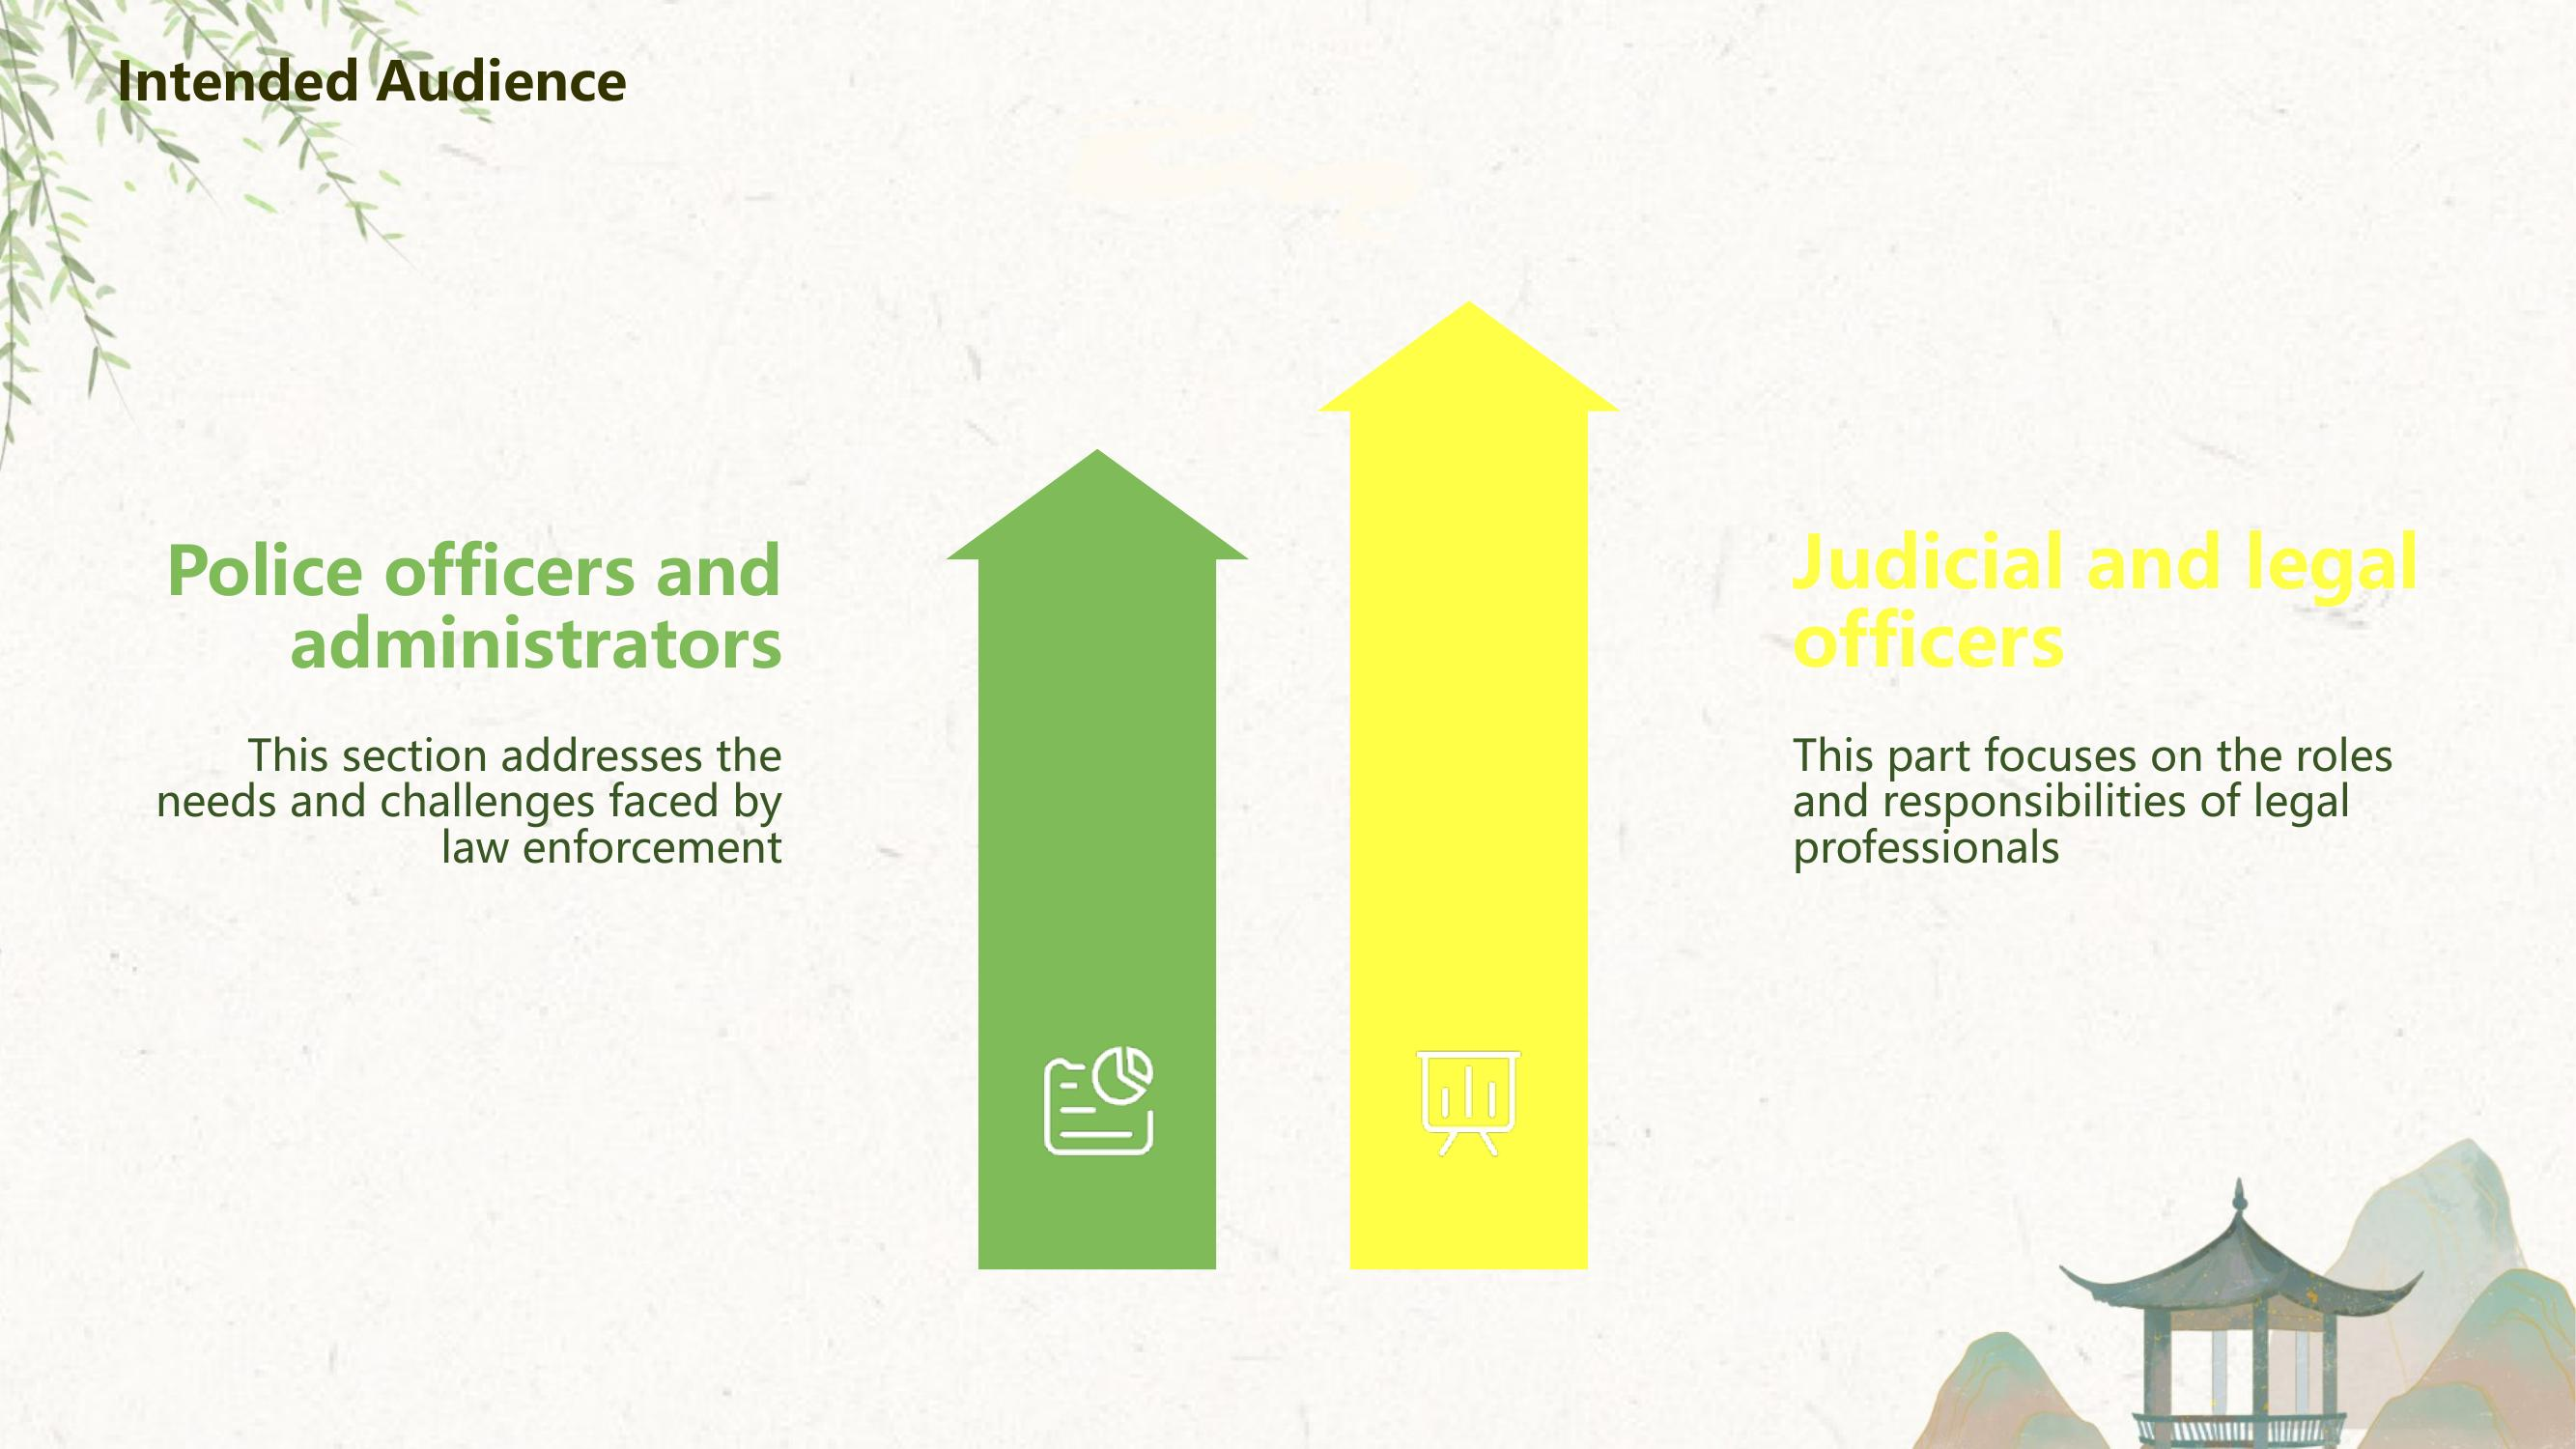 Intended Audience
Police officers and
administrators
This section addresses the
needs and challenges faced by
law enforcement
Judicial and legal
officers
This part focuses on the roles
and responsibilities of legal
professionals